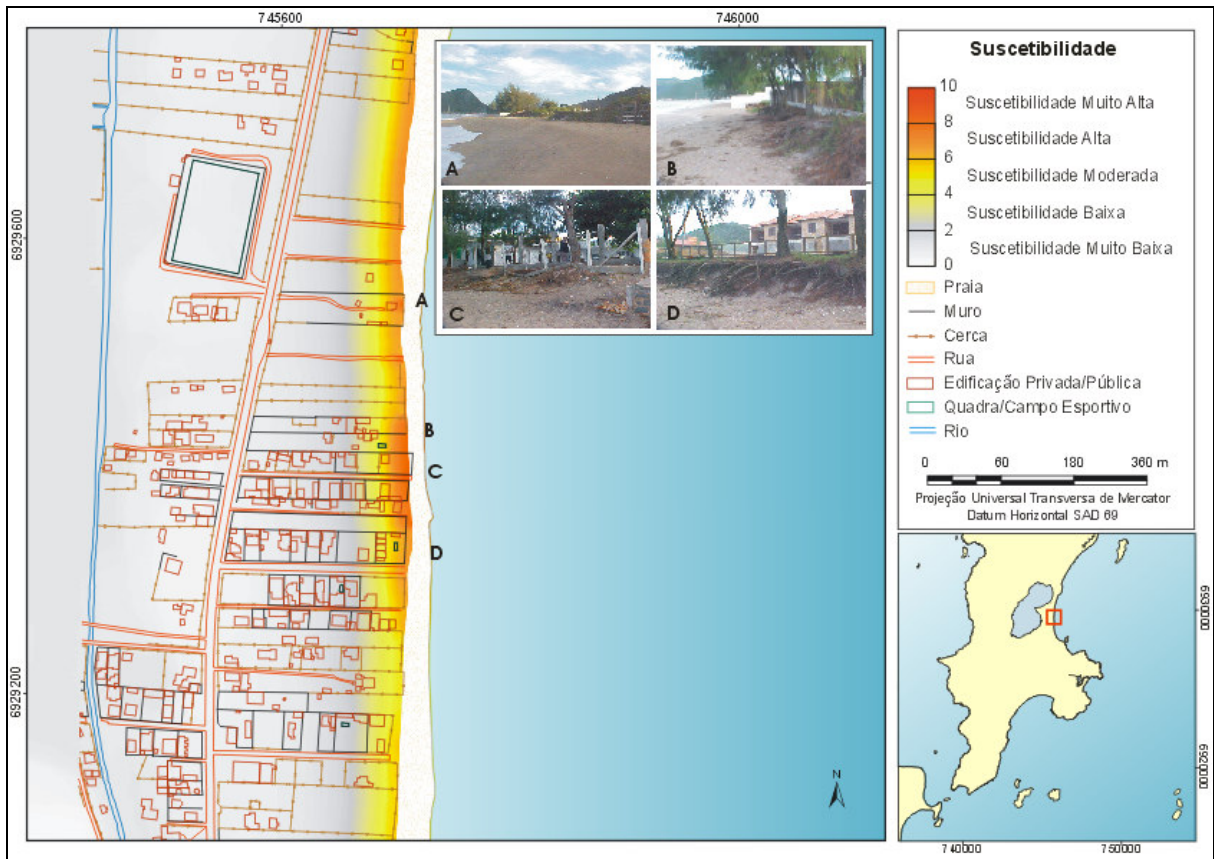 745600
746000
6929600
6929200
A
B
C
D
A
B
C
D
N
Suscetibilidade
10
8
6
4
2
0
Suscetibilidade Muito Alta
Suscetibilidade Alta
Suscetibilidade Moderada
Suscetibilidade Baixa
Suscetibilidade Muito Baixa
Praia
Muro
Cerca
Rua
Edificação Privada/Pública
Quadra/Campo Esportivo
Rio
0 60 180 360 m
Projeção Universal Transversa de Mercator
Datum Horizontal SAD 69
6930000
6920000
740000
750000